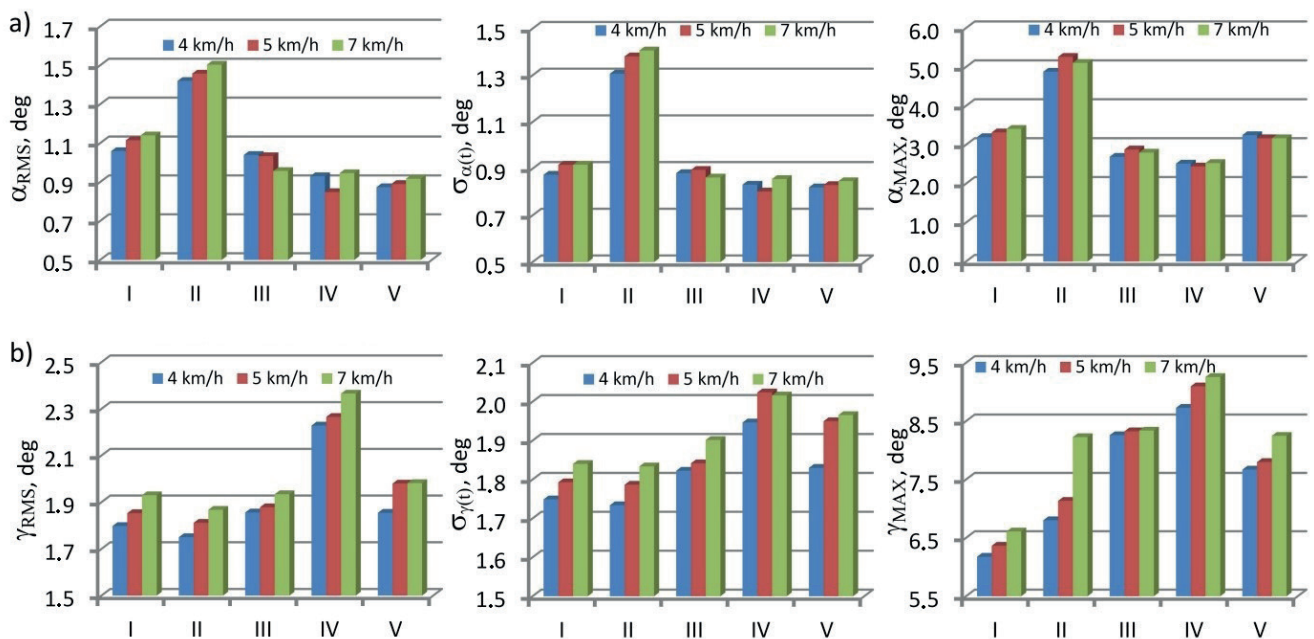 a)
α_RMS, deg
1.7
1.5
1.3
1.1
0.9
0.7
0.5
4 km/h 5 km/h 7 km/h
I II III IV V
σ_α(t), deg
1.5
1.3
1.1
0.9
0.7
0.5
4 km/h 5 km/h 7 km/h
I II III IV V
α_MAX, deg
6.0
5.0
4.0
3.0
2.0
1.0
0.0
4 km/h 5 km/h 7 km/h
I II III IV V
b)
γ_RMS, deg
2.5
2.3
2.1
1.9
1.7
1.5
4 km/h 5 km/h 7 km/h
I II III IV V
σ_γ(t), deg
2.1
2.0
1.9
1.8
1.7
1.6
1.5
4 km/h 5 km/h 7 km/h
I II III IV V
γ_MAX, deg
9.5
8.5
7.5
6.5
5.5
4 km/h 5 km/h 7 km/h
I II III IV V